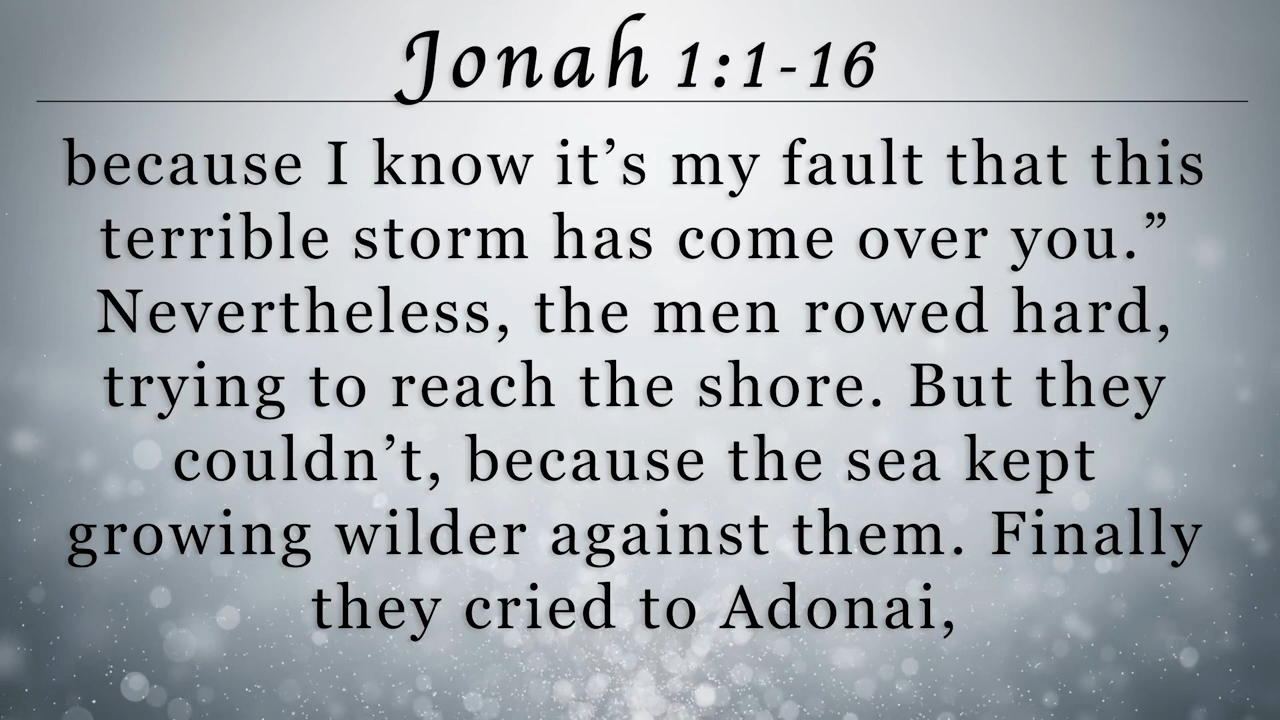 Jonah 1:1-16
because I know it’s my fault that this
terrible storm has come over you.”
Nevertheless, the men rowed hard,
trying to reach the shore. But they
couldn’t, because the sea kept
growing wilder against them. Finally
they cried to Adonai,